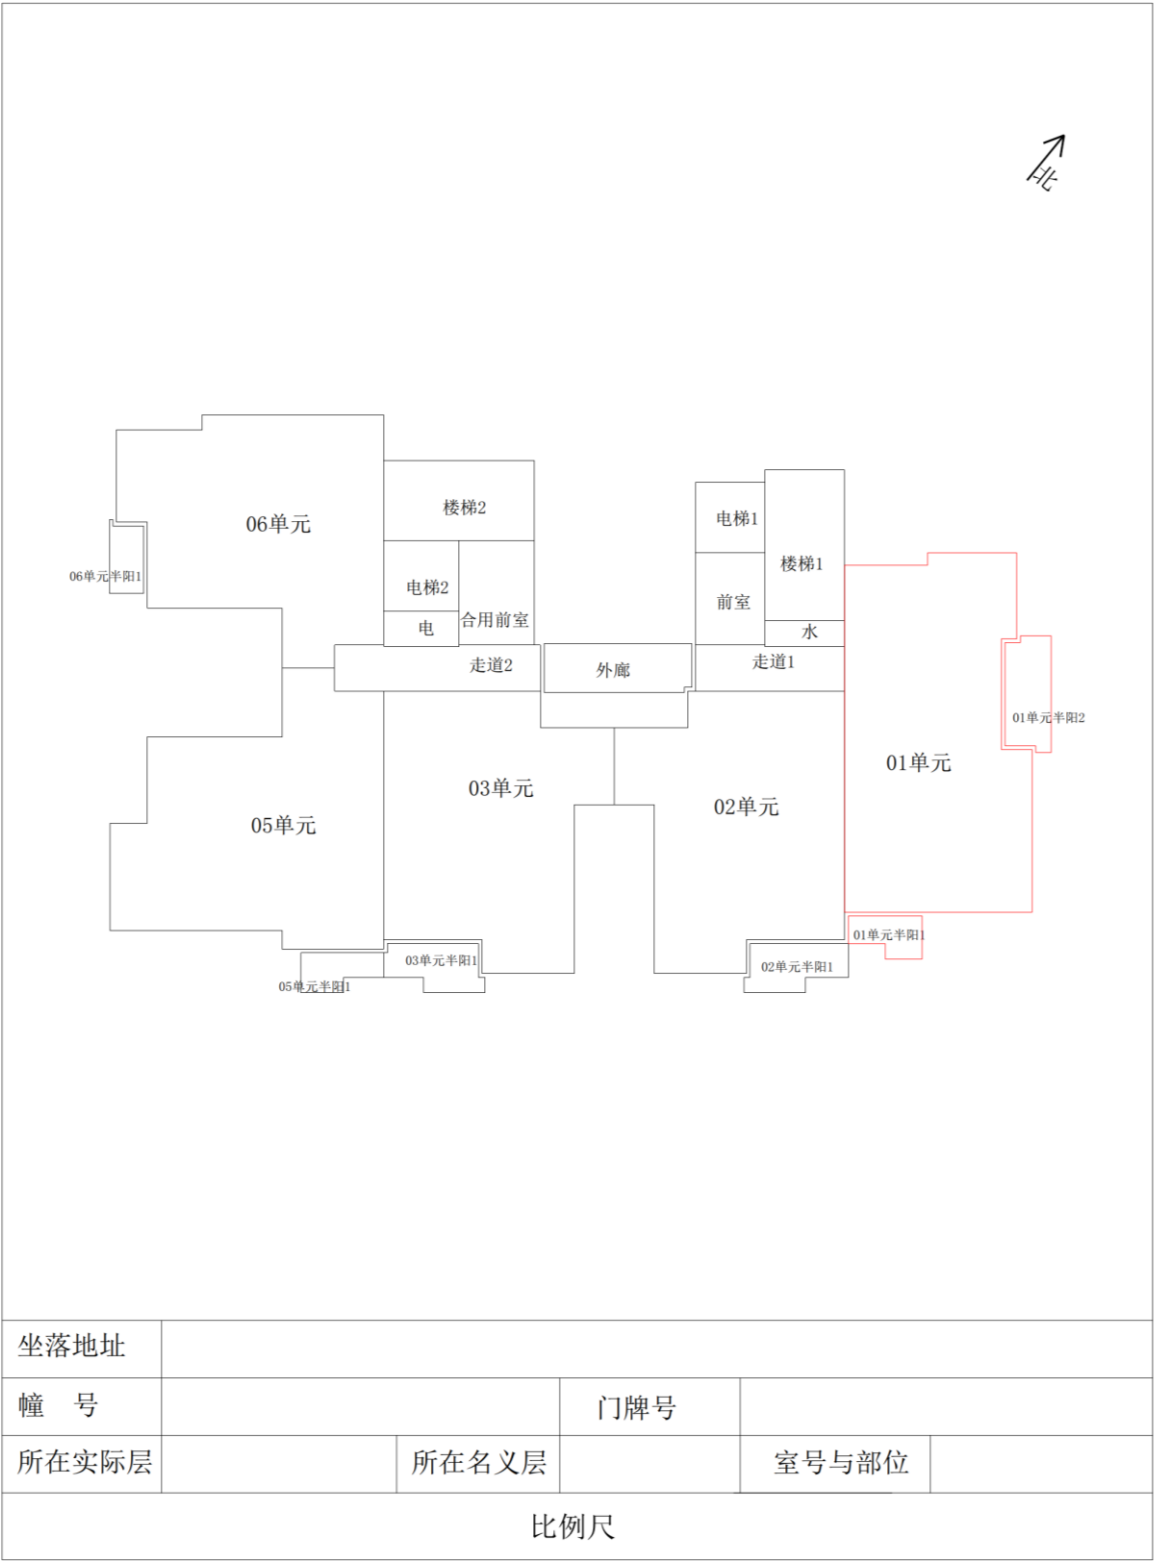 北
06单元
楼梯2
电梯1
楼梯1
06单元半阳1
电梯2
前室
合用前室
电
水
走道2
外廊
走道1
01单元半阳2
01单元
03单元
02单元
05单元
01单元半阳1
03单元半阳1
02单元半阳1
05单元半阳1
坐落地址
幢 号
门牌号
所在实际层
所在名义层
室号与部位
比例尺